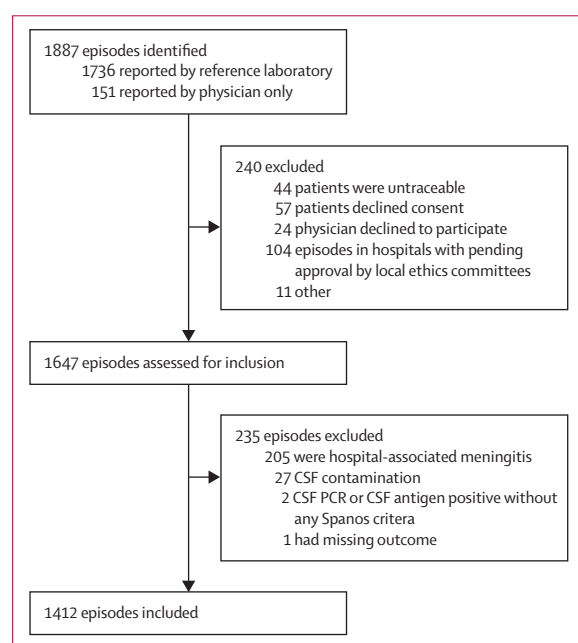 1887 episodes identified
1736 reported by reference laboratory
151 reported by physician only
240 excluded
44 patients were untraceable
57 patients declined consent
24 physician declined to participate
104 episodes in hospitals with pending
approval by local ethics committees
11 other
1647 episodes assessed for inclusion
235 episodes excluded
205 were hospital-associated meningitis
27 CSF contamination
2 CSF PCR or CSF antigen positive without
any Spanos criteria
1 had missing outcome
1412 episodes included